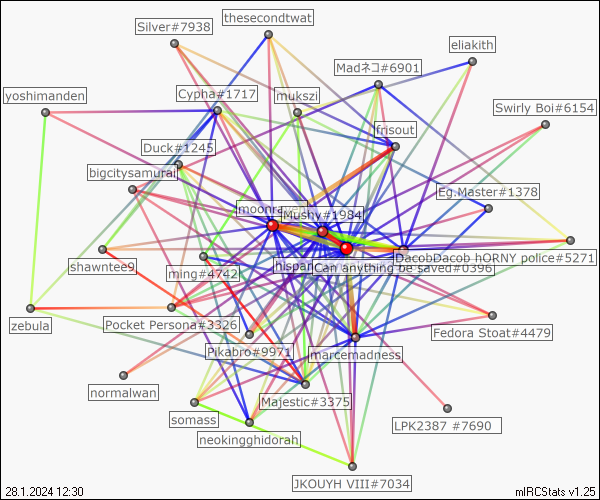 thesecondtwat
Silver#7938
eliakith
Madネコ#6901
yoshimanden
Cypha#1717
mukszi
Swirly Boi#6154
frisout
Duck#1245
bigcitysamurai
Eg.Master#1378
Mushy#1984
DacobDacob hORNY police#5271
shawntee9
ming#4742
Can anything be saved#0396
zebula
Pocket Persona#3326
Fedora Stoat#4479
Pikabro#9971
marcemadness
normalwan
Majestic#3375
somass
LPK2387 #7690
neokingghidorah
JKOUYH VIII#7034
28.1.2024 12:30
mIRCStats v1.25